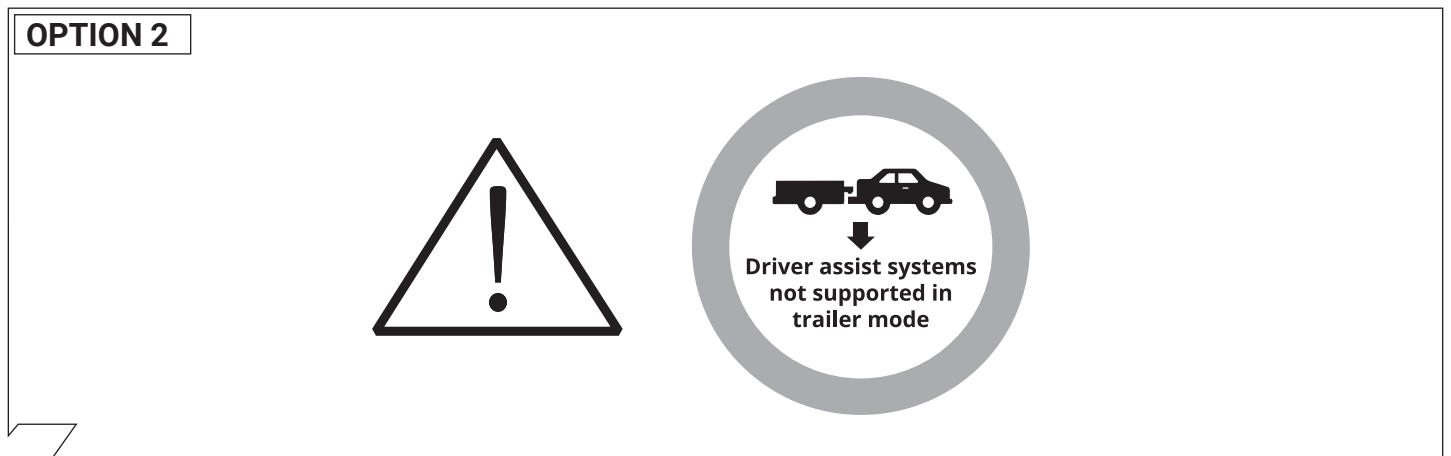 OPTION 2
Driver assist systems
not supported in
trailer mode